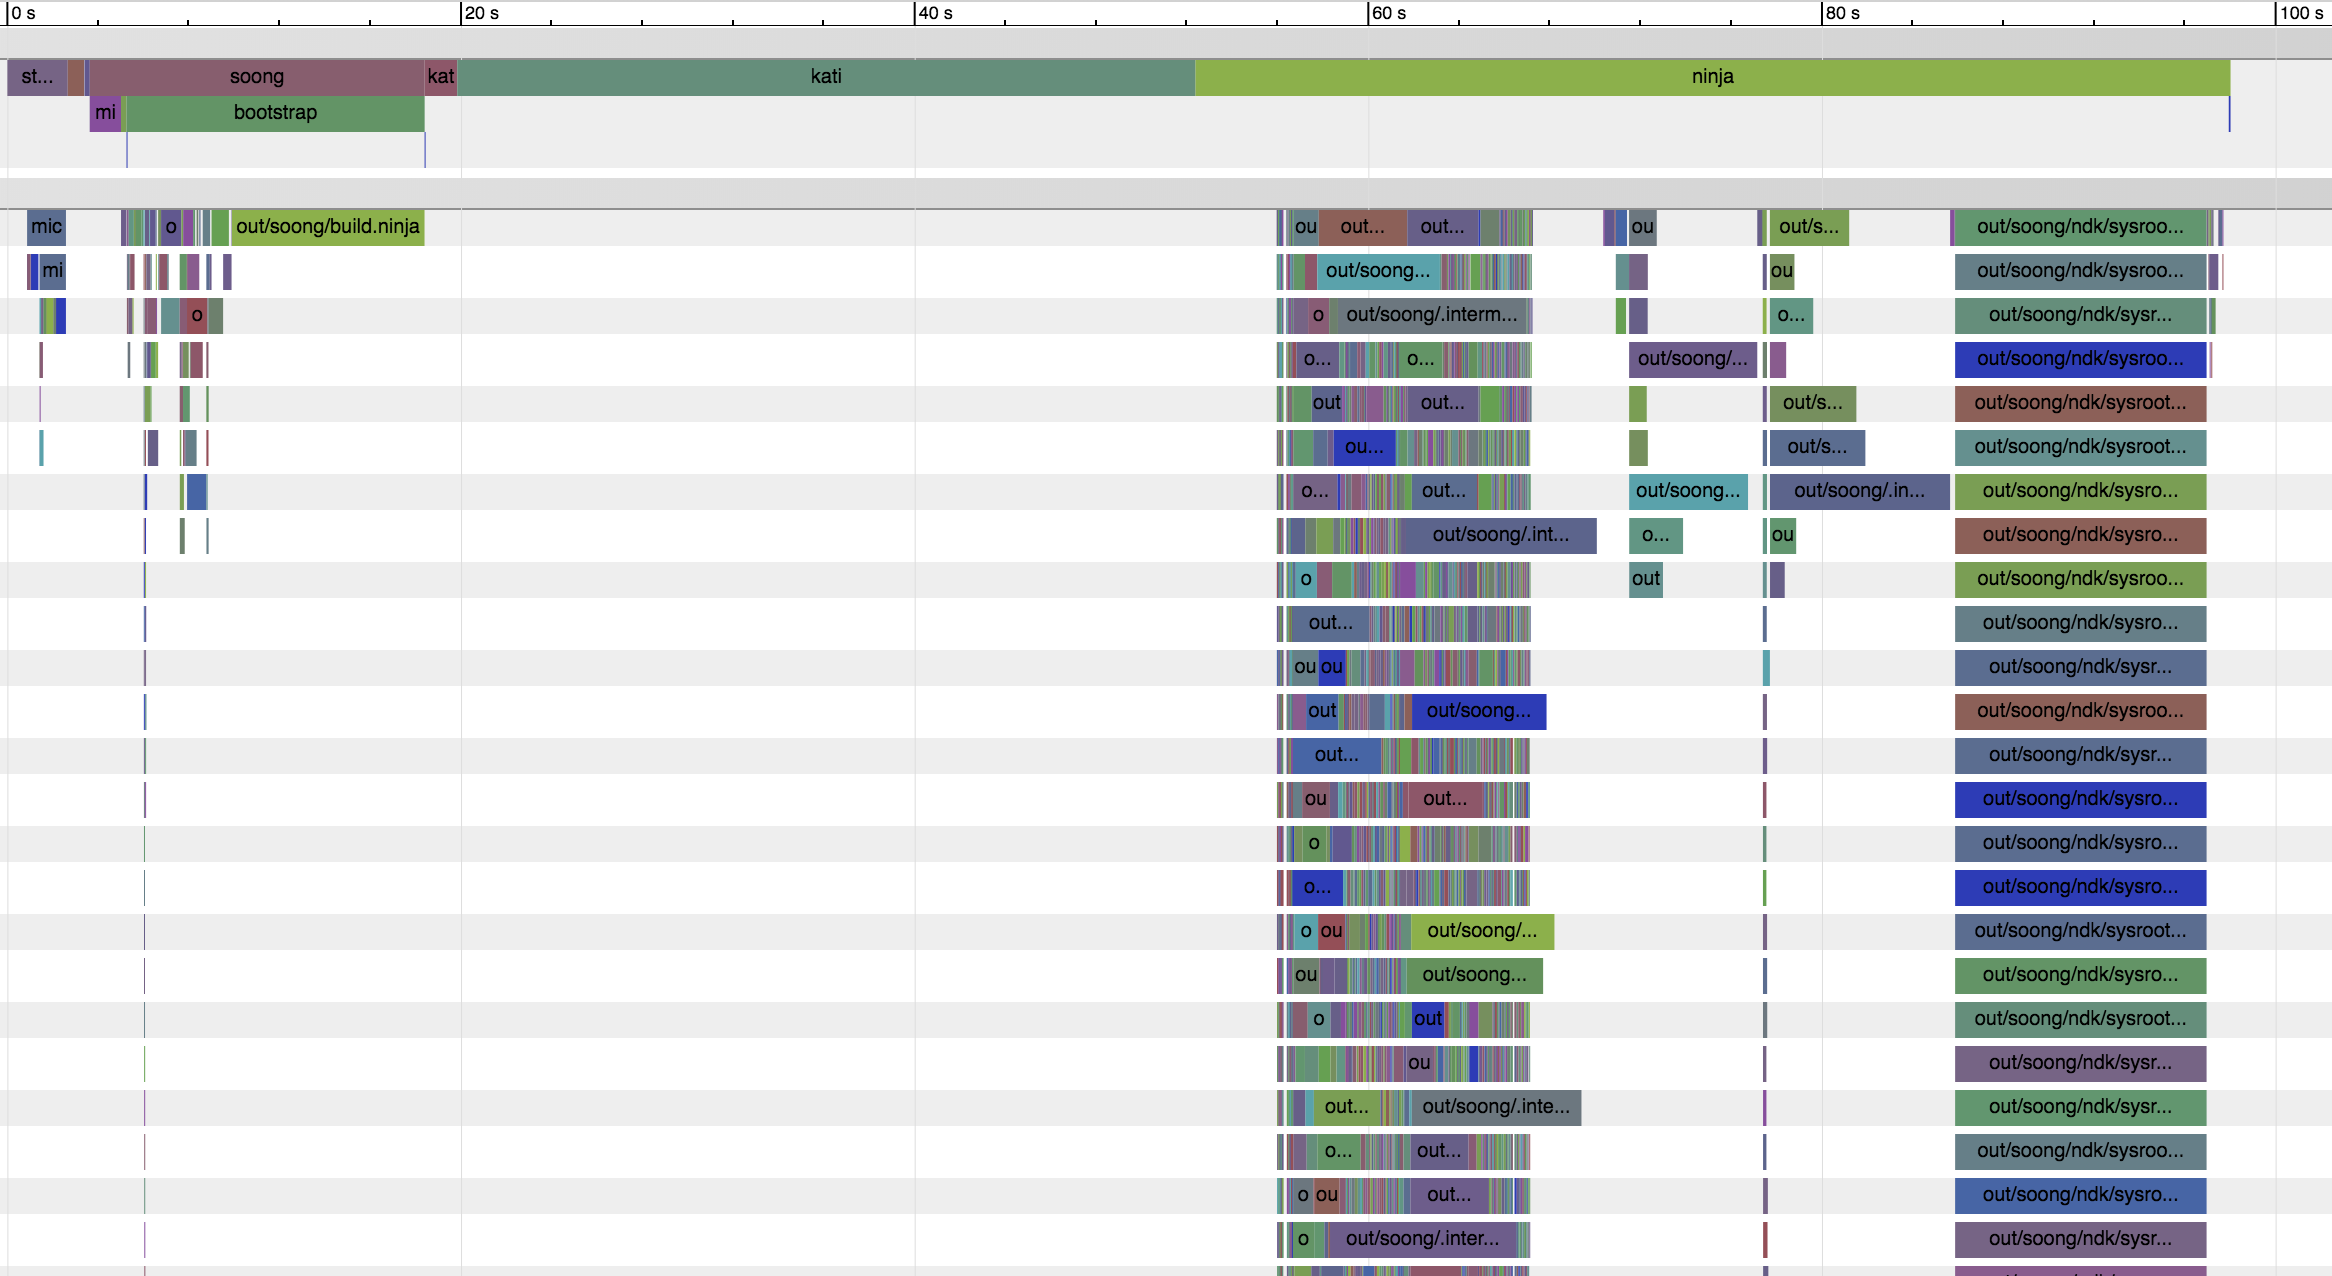 0 s 20 s 40 s 60 s 80 s 100 s
st... soong kat kati ninja
mi bootstrap
mic o out/soong/build.ninja ou out... out... ou out/s... out/soong/ndk/sysroo...
mi out/soong... ou out/soong/ndk/sysroo...
o o out/soong/.interm... o... out/soong/ndk/sysr...
o... o... out/soong/... out/soong/ndk/sysroo...
out out... out/s... out/soong/ndk/sysroot...
ou... out/s... out/soong/ndk/sysroot...
o... out... out/soong... out/soong/.in... out/soong/ndk/sysro...
out/soong/.int... o... ou out/soong/ndk/sysro...
o out out/soong/ndk/sysroo...
out... out/soong/ndk/sysro...
ou ou out/soong/ndk/sysr...
out out/soong... out/soong/ndk/sysroo...
out... out/soong/ndk/sysr...
ou out... out/soong/ndk/sysro...
o out/soong/ndk/sysro...
o... out/soong/ndk/sysro...
o ou out/soong/... out/soong/ndk/sysroot...
ou out/soong... out/soong/ndk/sysro...
o out out/soong/ndk/sysroot...
ou out/soong/ndk/sysr...
out... out/soong/.inte... out/soong/ndk/sysr...
o... out... out/soong/ndk/sysroo...
o ou out... out/soong/ndk/sysro...
o out/soong/.inter... out/soong/ndk/sysr...